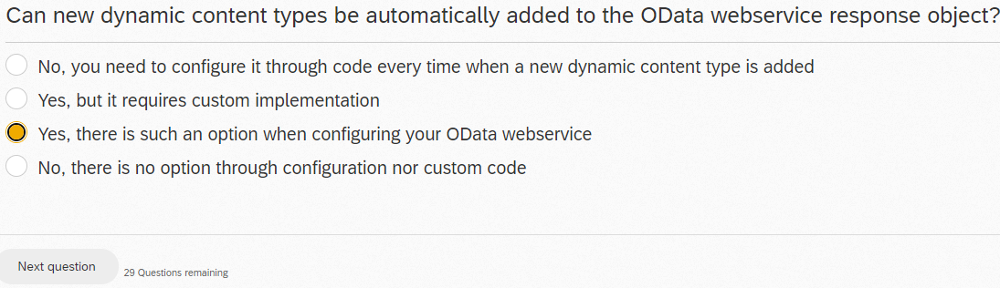 Can new dynamic content types be automatically added to the OData webservice response object?
No, you need to configure it through code every time when a new dynamic content type is added
Yes, but it requires custom implementation
Yes, there is such an option when configuring your OData webservice
No, there is no option through configuration nor custom code
Next question
29 Questions remaining